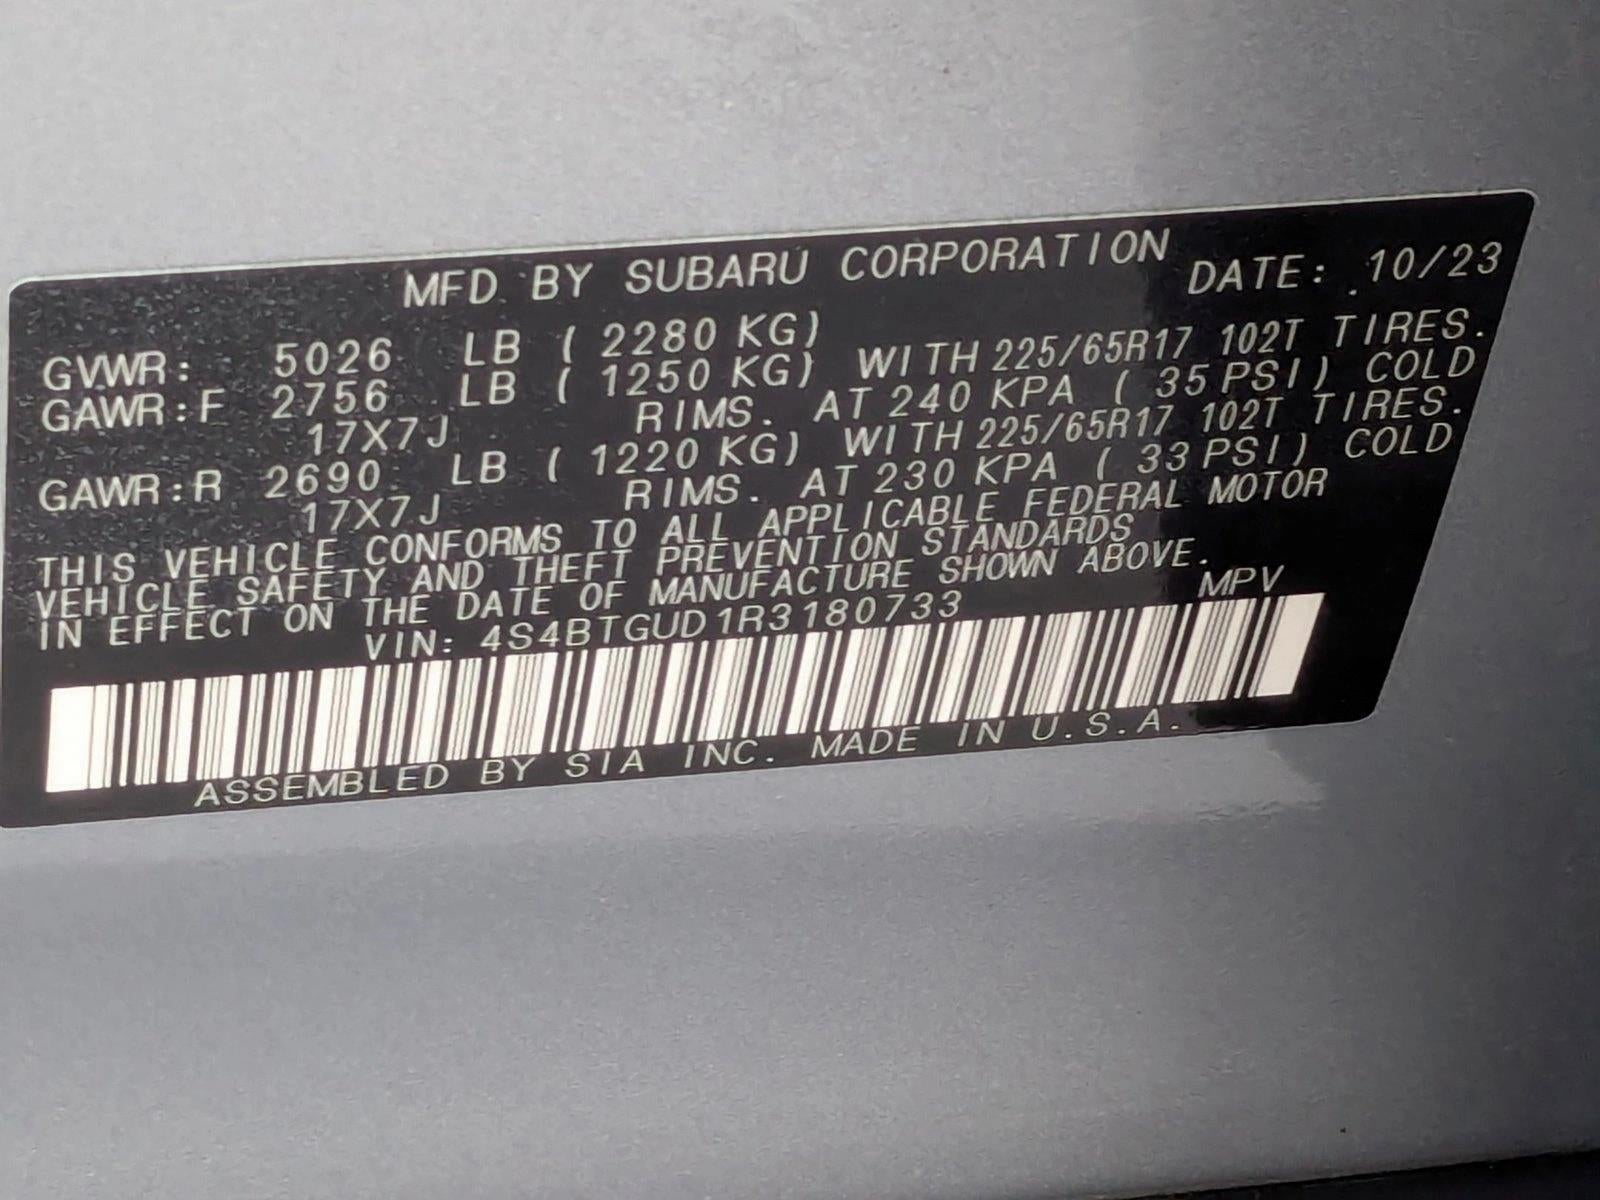 MFD BY SUBARU CORPORATION DATE: 10/23
GVWR: 5026 LB ( 2280 KG)
GAWR:F 2756 LB ( 1250 KG) WITH 225/65R17 102T TIRES.
17X7J RIMS. AT 240 KPA ( 35 PSI) COLD
GAWR:R 2690 LB ( 1220 KG) WITH 225/65R17 102T TIRES.
17X7J RIMS. AT 230 KPA ( 33 PSI) COLD
THIS VEHICLE CONFORMS TO ALL APPLICABLE FEDERAL MOTOR
VEHICLE SAFETY AND THEFT PREVENTION STANDARDS
IN EFFECT ON THE DATE OF MANUFACTURE SHOWN ABOVE.
VIN: 4S4BTGUD1R3180733 MPV
ASSEMBLED BY SIA INC. MADE IN U.S.A.